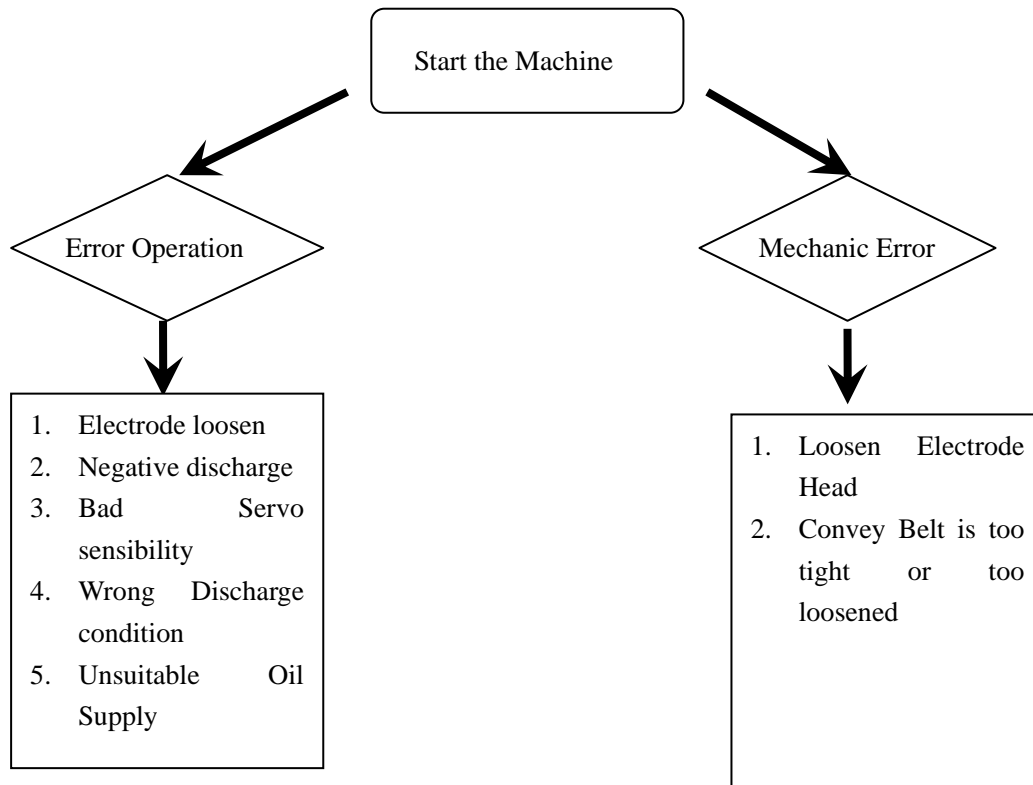 Start the Machine
Error Operation
Mechanic Error
1. Electrode loosen
2. Negative discharge
3. Bad Servo
sensibility
4. Wrong Discharge
condition
5. Unsuitable Oil
Supply
1. Loosen Electrode
Head
2. Convey Belt is too
tight or too
loosened